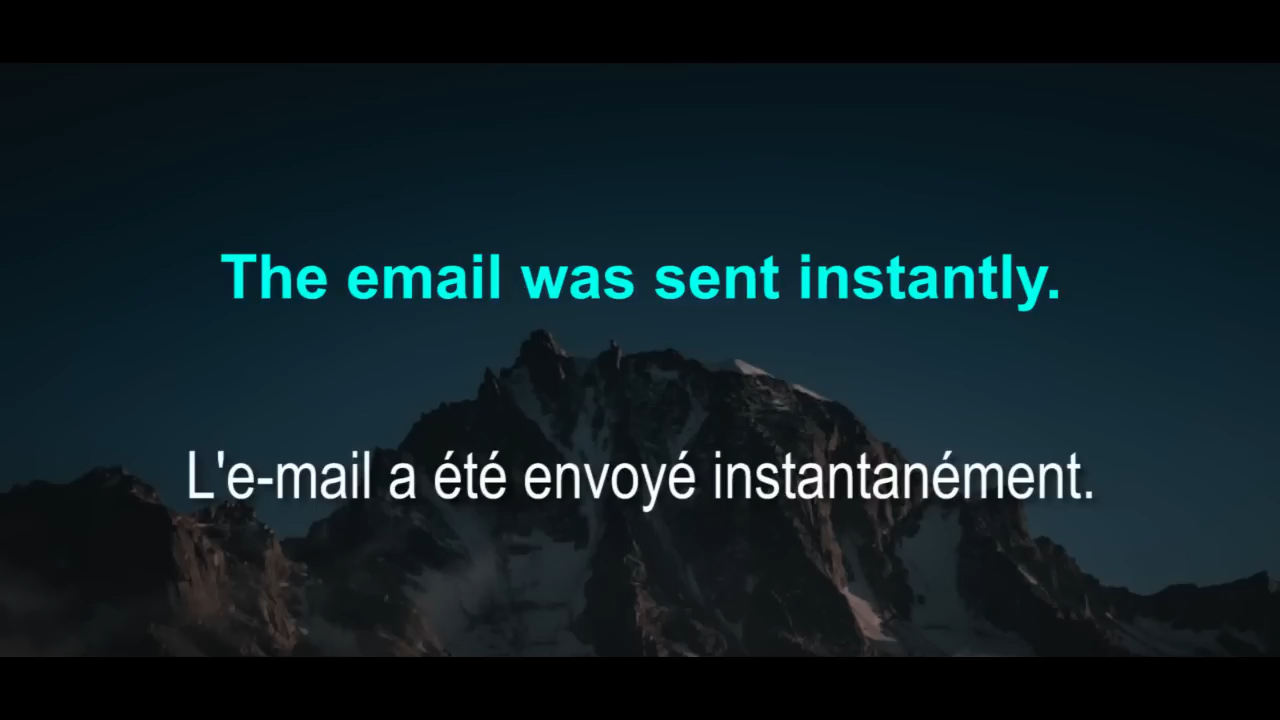 The email was sent instantly.
L'e-mail a été envoyé instantanément.